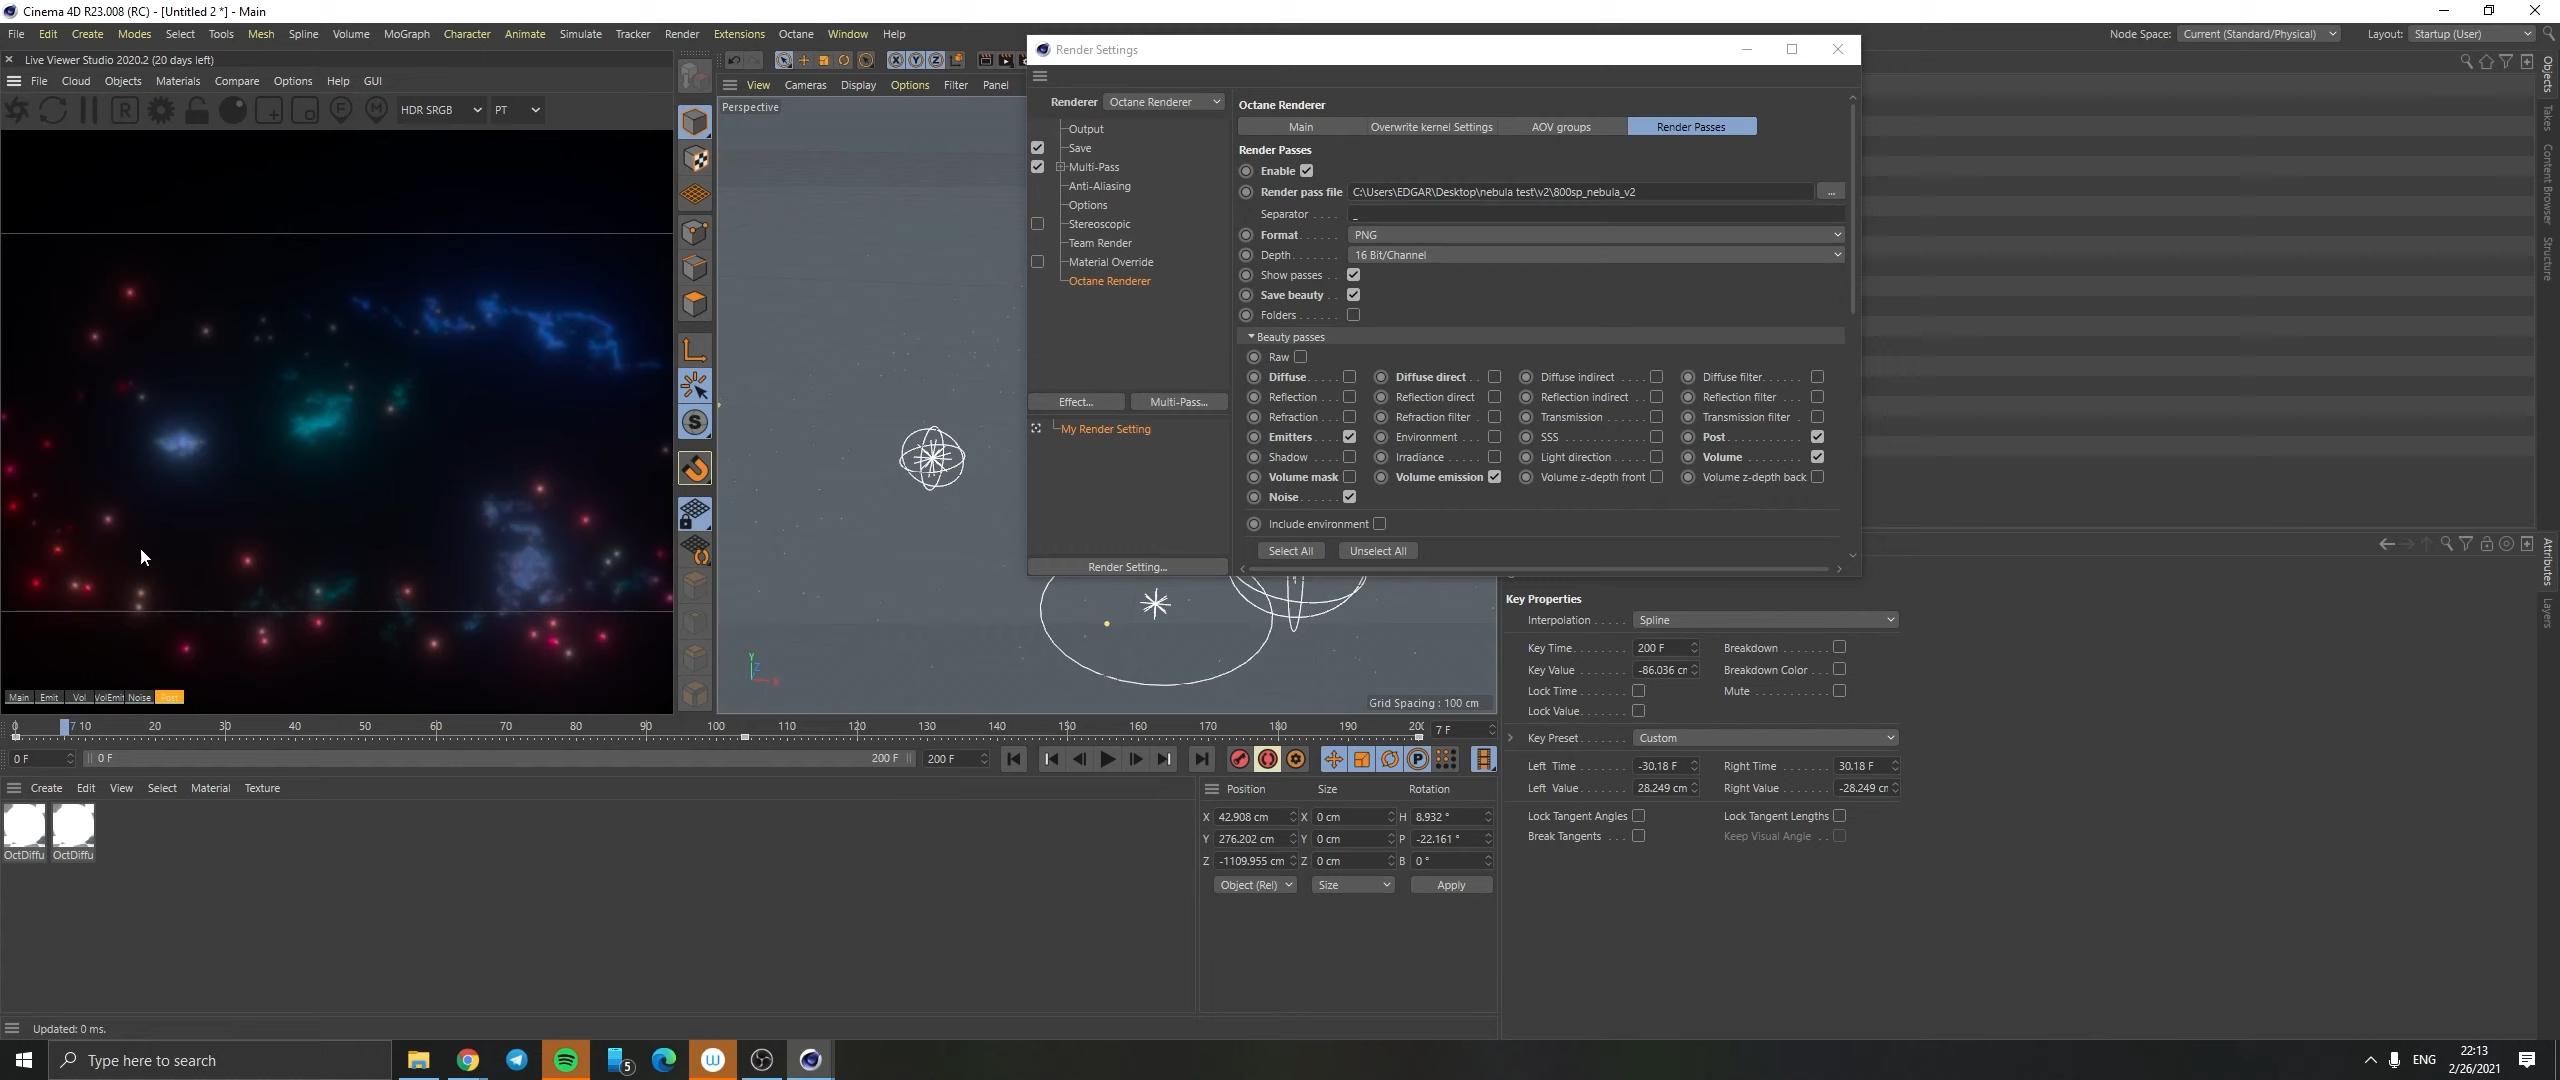 Cinema 4D R23.008 (RC) - [Untitled 2 *] - Main
File Edit Create Modes Select Tools Mesh Spline Volume MoGraph Character Animate Simulate Tracker Render Extensions Octane Window Help
Node Space: Current (Standard/Physical) Layout: Startup (User)
Live Viewer Studio 2020.2 (20 days left)
File Cloud Objects Materials Compare Options Help GUI
HDR SRGB PT
View Cameras Display Options Filter Panel
Perspective
Render Settings
Renderer Octane Renderer
Output
Save
Multi-Pass
Anti-Aliasing
Options
Stereoscopic
Team Render
Material Override
Octane Renderer
Effect... Multi-Pass...
My Render Setting
Render Setting...
Octane Renderer
Main Overwrite kernel Settings AOV groups Render Passes
Render Passes
Enable
Render pass file C:\Users\EDGAR\Desktop\nebula test\v2\800sp_nebula_v2 ...
Separator . . . . _
Format. . . . . . PNG
Depth. . . . . . . 16 Bit/Channel
Show passes . .
Save beauty . .
Folders. . . . . .
Beauty passes
Raw
Diffuse. . . . . Diffuse direct . . Diffuse indirect . . . . Diffuse filter. . . . . .
Reflection . . . Reflection direct Reflection indirect . . Reflection filter . . .
Refraction . . . Refraction filter . Transmission . . . . . Transmission filter .
Emitters. . . . Environment . . . SSS . . . . . . . . . . . . Post. . . . . . . . . . .
Shadow . . . . Irradiance . . . . . Light direction. . . . . Volume . . . . . . . .
Volume mask Volume emission Volume z-depth front Volume z-depth back
Noise. . . . . .
Include environment
Select All Unselect All
Objects
Takes
Content Browser
Structure
Attributes
Layers
R M
Grid Spacing : 100 cm
Y
Z
X
Main Emit Vol VolEmit Noise Post
0 7 10 20 30 40 50 60 70 80 90 100 110 120 130 140 150 160 170 180 190 200 7 F
0 F 0 F 200 F 200 F
Create Edit View Select Material Texture
OctDiffu OctDiffu
Position Size Rotation
X 42.908 cm X 0 cm H 8.932 °
Y 276.202 cm Y 0 cm P -22.161 °
Z -1109.955 cm Z 0 cm B 0 °
Object (Rel) Size Apply
Key Properties
Interpolation . . . . . Spline
Key Time. . . . . . . . 200 F Breakdown . . . . . . .
Key Value . . . . . . . -86.036 cr Breakdown Color . .
Lock Time. . . . . . . Mute . . . . . . . . . . . .
Lock Value. . . . . . .
Key Preset. . . . . . . Custom
Left Time . . . . . . . -30.18 F Right Time . . . . . . . 30.18 F
Left Value. . . . . . . 28.249 cm Right Value . . . . . . . -28.249 cr
Lock Tangent Angles Lock Tangent Lengths
Break Tangents . . . Keep Visual Angle . .
Updated: 0 ms.
Type here to search
5
ENG
22:13
2/26/2021